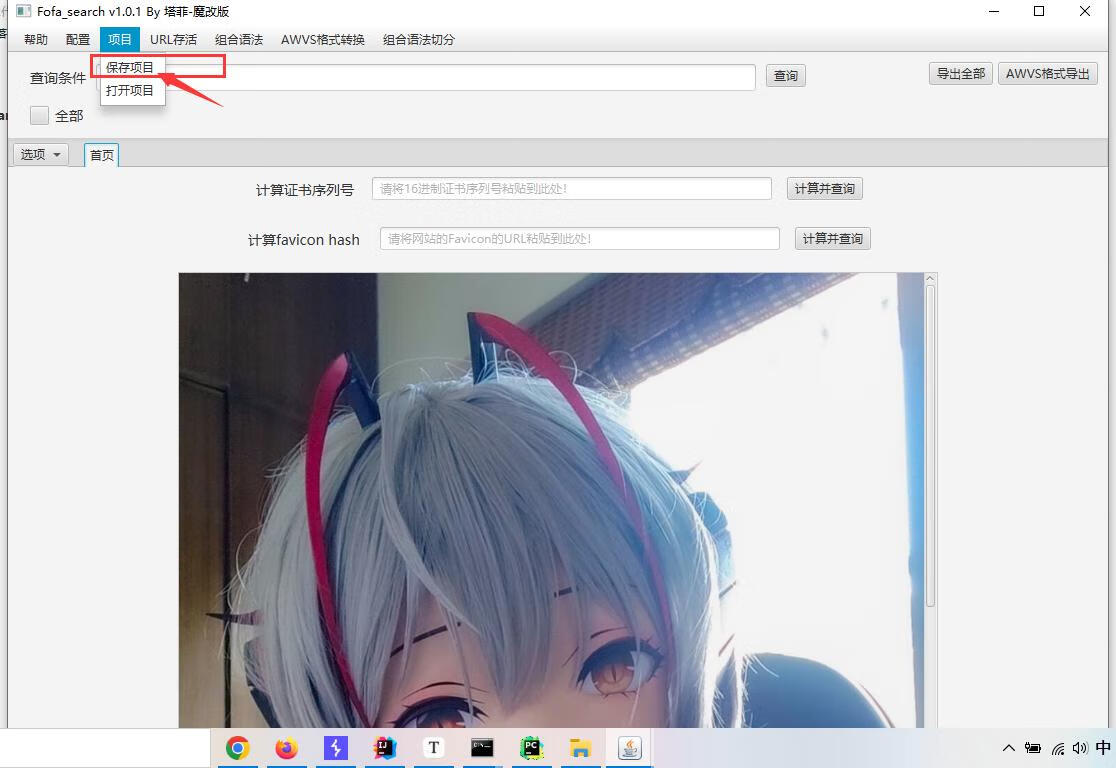 Fofa_search v1.0.1 By 塔菲-魔改版
帮助 配置 项目 URL存活 组合语法 AWVS格式转换 组合语法切分
保存项目
打开项目
查询条件 查询 导出全部 AWVS格式导出
全部
选项 首页
计算证书序列号 请将16进制证书序列号粘贴到此处! 计算并查询
计算favicon hash 请将网站的Favicon的URL粘贴到此处! 计算并查询
IJ T PC 中